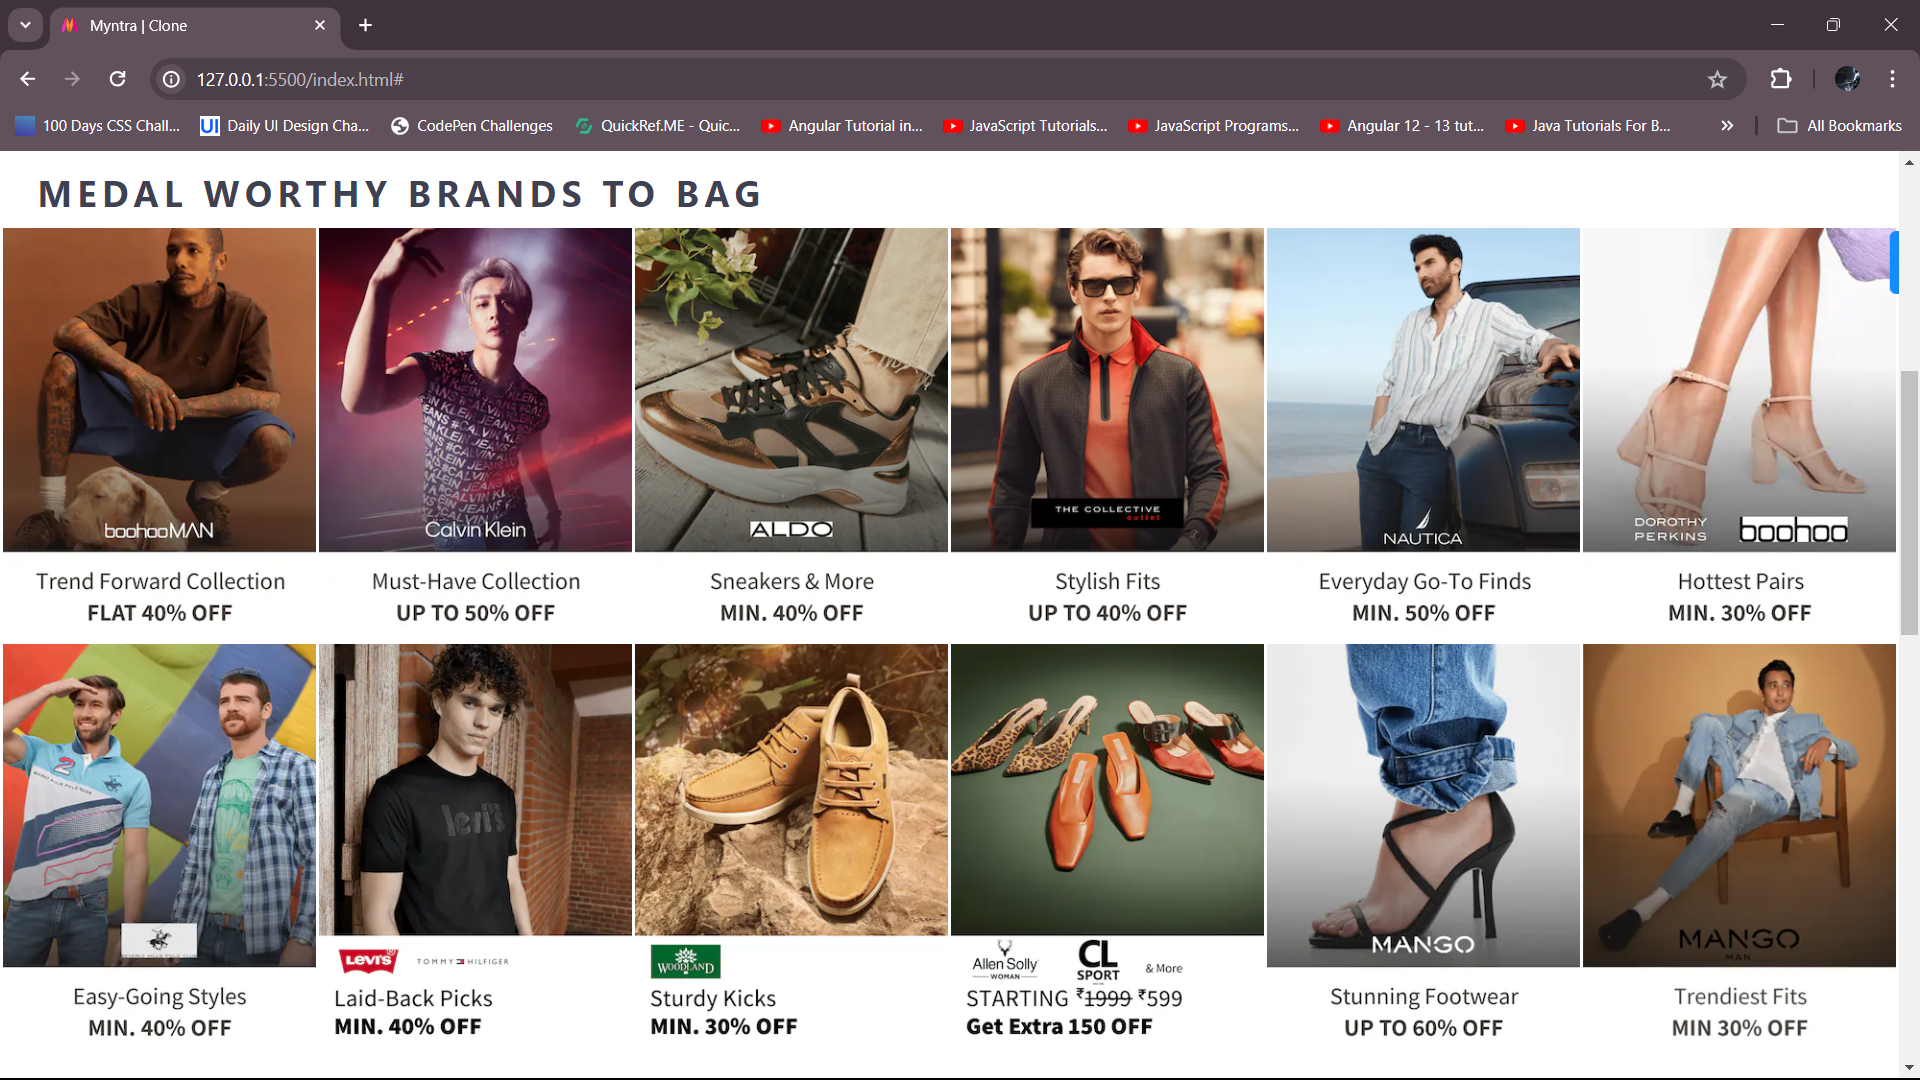 Myntra | Clone
127.0.0.1:5500/index.html#
100 Days CSS Chall... Daily UI Design Cha... CodePen Challenges QuickRef.ME - Quic... Angular Tutorial in... JavaScript Tutorials... JavaScript Programs... Angular 12 - 13 tut... Java Tutorials For B... » All Bookmarks
MEDAL WORTHY BRANDS TO BAG
boohooMAN
Trend Forward Collection
FLAT 40% OFF
Calvin Klein
Must-Have Collection
UP TO 50% OFF
ALDO
Sneakers & More
MIN. 40% OFF
THE COLLECTIVE
outlet
Stylish Fits
UP TO 40% OFF
NAUTICA
Everyday Go-To Finds
MIN. 50% OFF
DOROTHY
PERKINS
boohoo
Hottest Pairs
MIN. 30% OFF
2
BEVERLY HILLS POLO CLUB
Easy-Going Styles
MIN. 40% OFF
Levi's
LEVI'S
TOMMY HILFIGER
Laid-Back Picks
MIN. 40% OFF
WOODLAND
Sturdy Kicks
MIN. 30% OFF
Allen Solly
WOMAN
CL
SPORT
& More
STARTING ₹1999 ₹599
Get Extra 150 OFF
MANGO
Stunning Footwear
UP TO 60% OFF
MANGO
MAN
Trendiest Fits
MIN 30% OFF